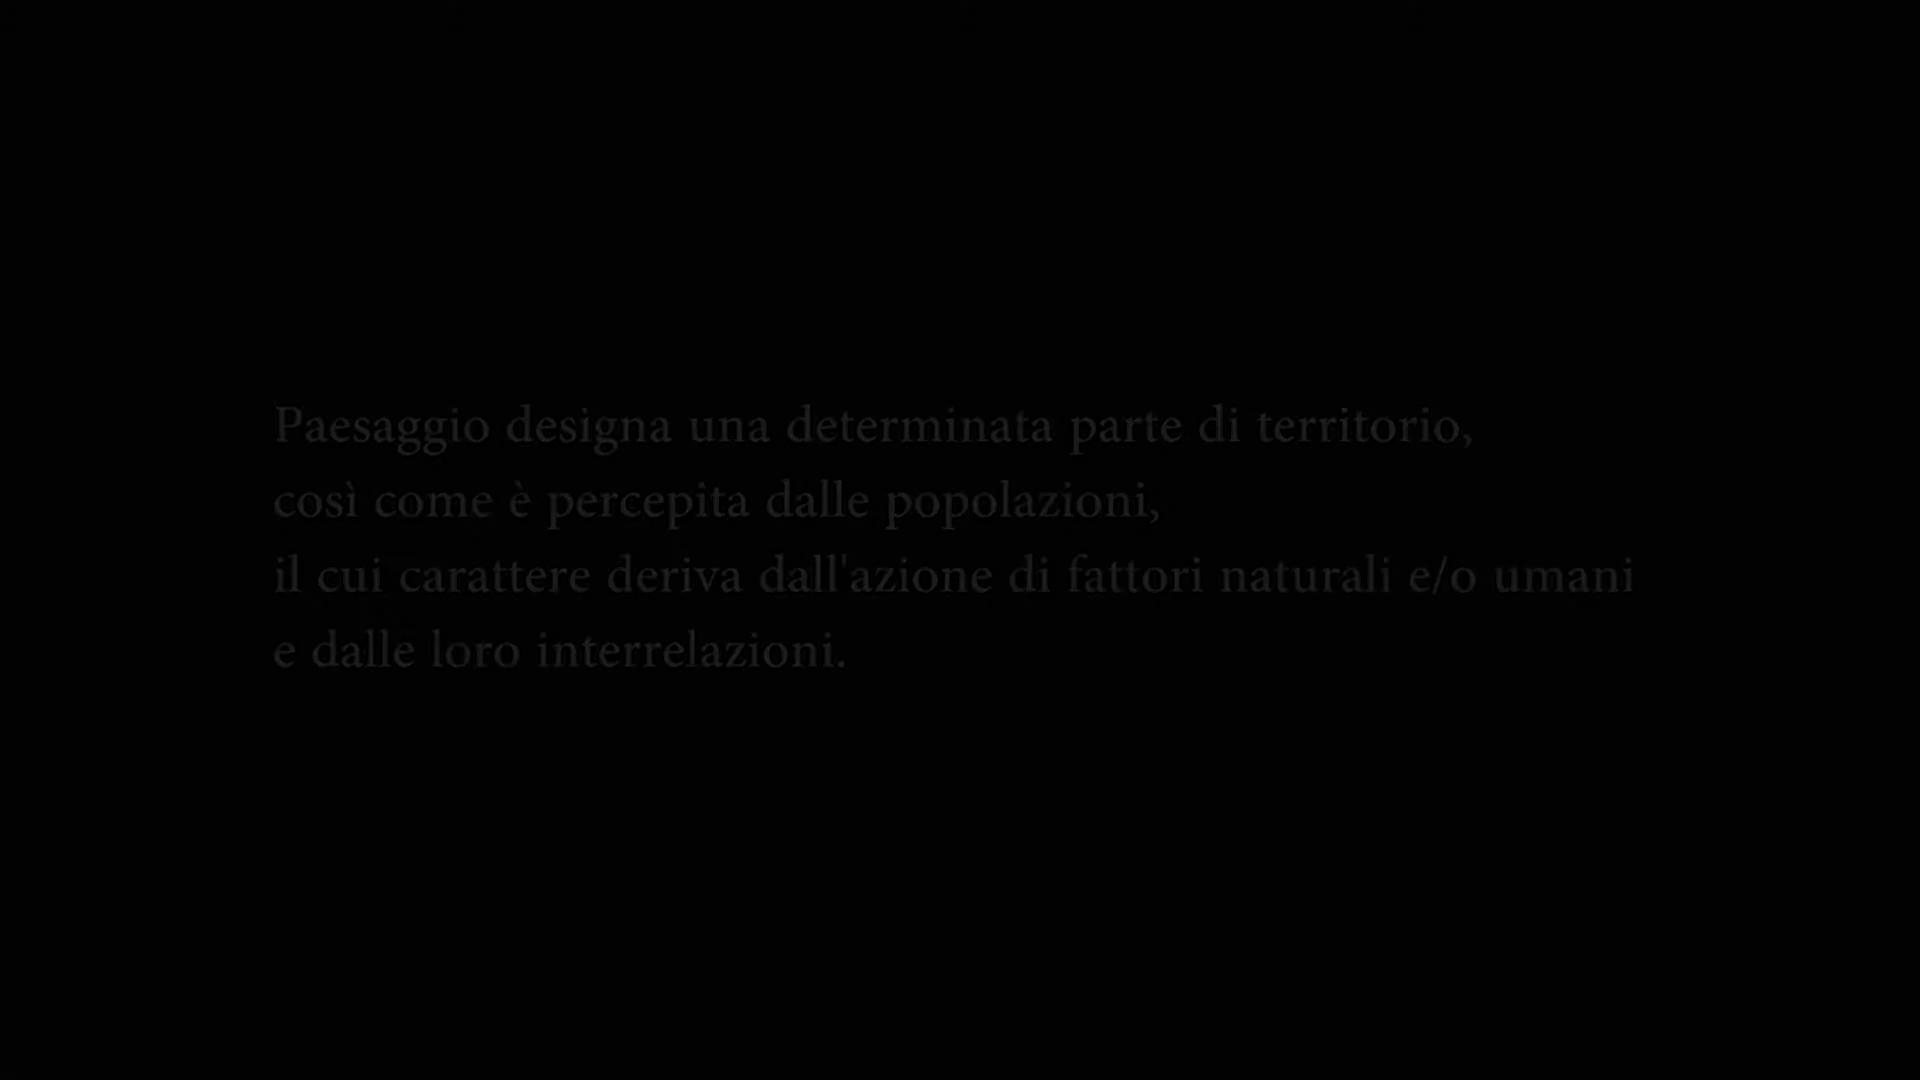 Paesaggio designa una determinata parte di territorio,
così come è percepita dalle popolazioni,
il cui carattere deriva dall'azione di fattori naturali e/o umani
e dalle loro interrelazioni.